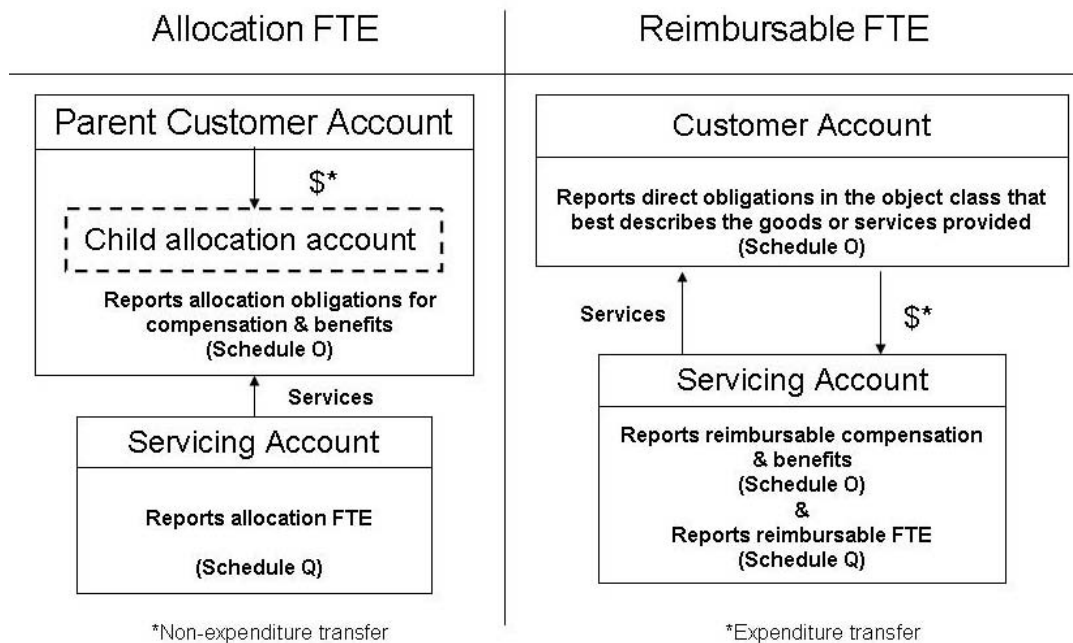 Allocation FTE
Parent Customer Account
$*
Child allocation account
Reports allocation obligations for
compensation & benefits
(Schedule O)
Services
Servicing Account
Reports allocation FTE
(Schedule Q)
*Non-expenditure transfer
Reimbursable FTE
Customer Account
Reports direct obligations in the object class that
best describes the goods or services provided
(Schedule O)
Services
$*
Servicing Account
Reports reimbursable compensation
& benefits
(Schedule O)
&
Reports reimbursable FTE
(Schedule Q)
*Expenditure transfer